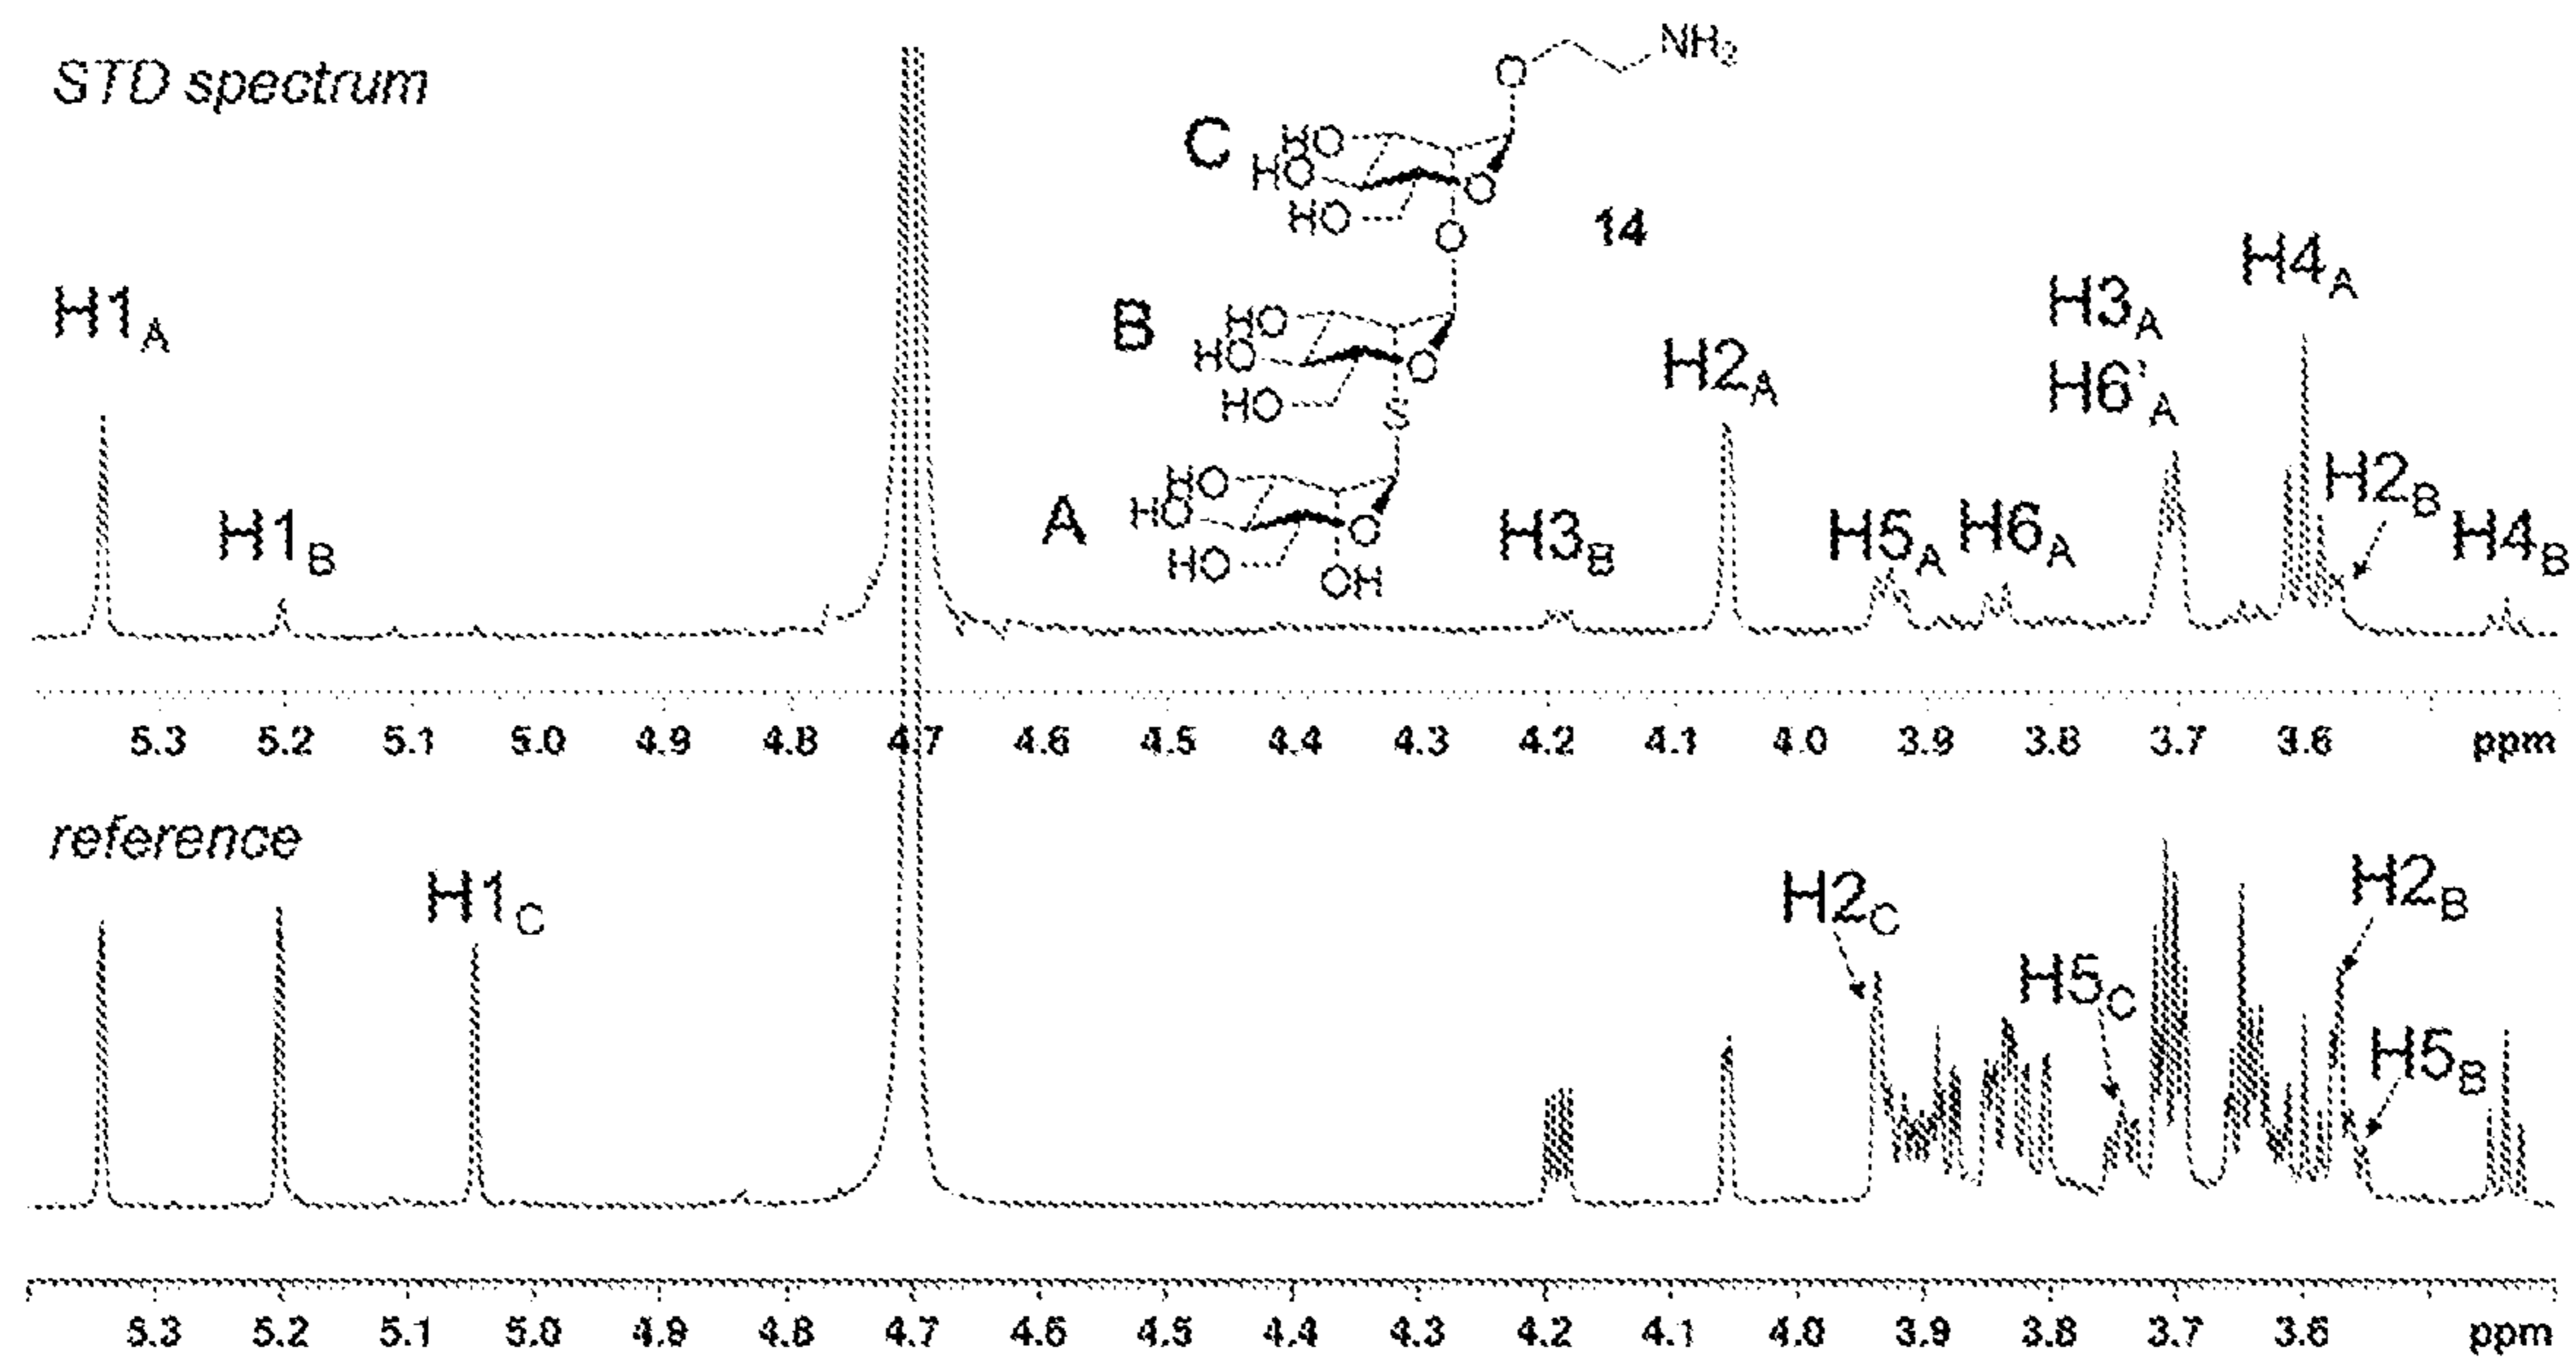 STD spectrum
NH2
O
C
HO
HO
O
HO
O
14
H1A
H1B
B
HO
HO
O
HO
S
A
HO
HO
O
HO
OH
H3B
H2A
H5A
H6A
H3A
H6'A
H4A
H2B
H4B
5.3 5.2 5.1 5.0 4.9 4.8 4.7 4.6 4.5 4.4 4.3 4.2 4.1 4.0 3.9 3.8 3.7 3.6 ppm
reference
H1C
H2C
H5C
H2B
H5B
5.3 5.2 5.1 5.0 4.9 4.8 4.7 4.6 4.5 4.4 4.3 4.2 4.1 4.0 3.9 3.8 3.7 3.6 ppm